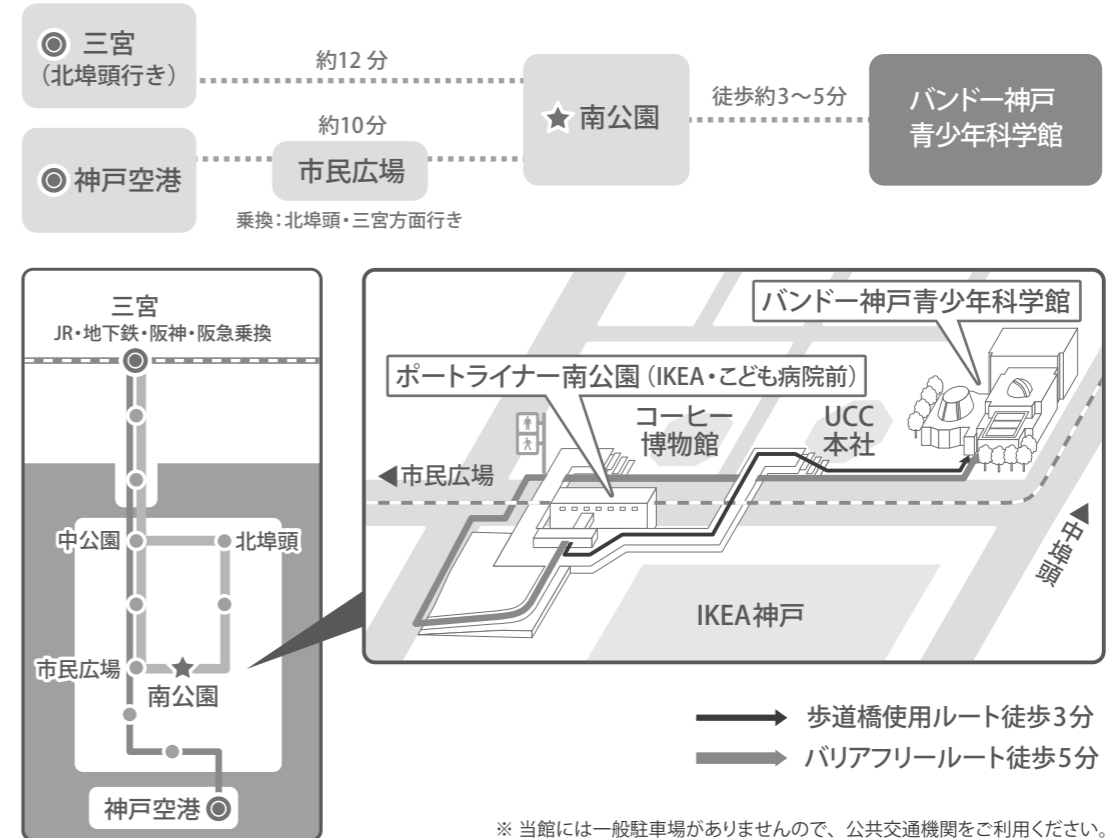 三宮
(北埠頭行き)
約12 分
神戸空港
約10分
市民広場
乗換：北埠頭・三宮方面行き
★ 南公園
徒歩約3～5分
バンドー神戸
青少年科学館
三宮
JR・地下鉄・阪神・阪急乗換
中公園
北埠頭
市民広場
南公園
神戸空港
バンドー神戸青少年科学館
ポートライナー南公園（IKEA・こども病院前）
コーヒー
博物館
UCC
本社
◀市民広場
◀中埠頭
IKEA神戸
歩道橋使用ルート徒歩3分
バリアフリールート徒歩5分
※ 当館には一般駐車場がありませんので、公共交通機関をご利用ください。